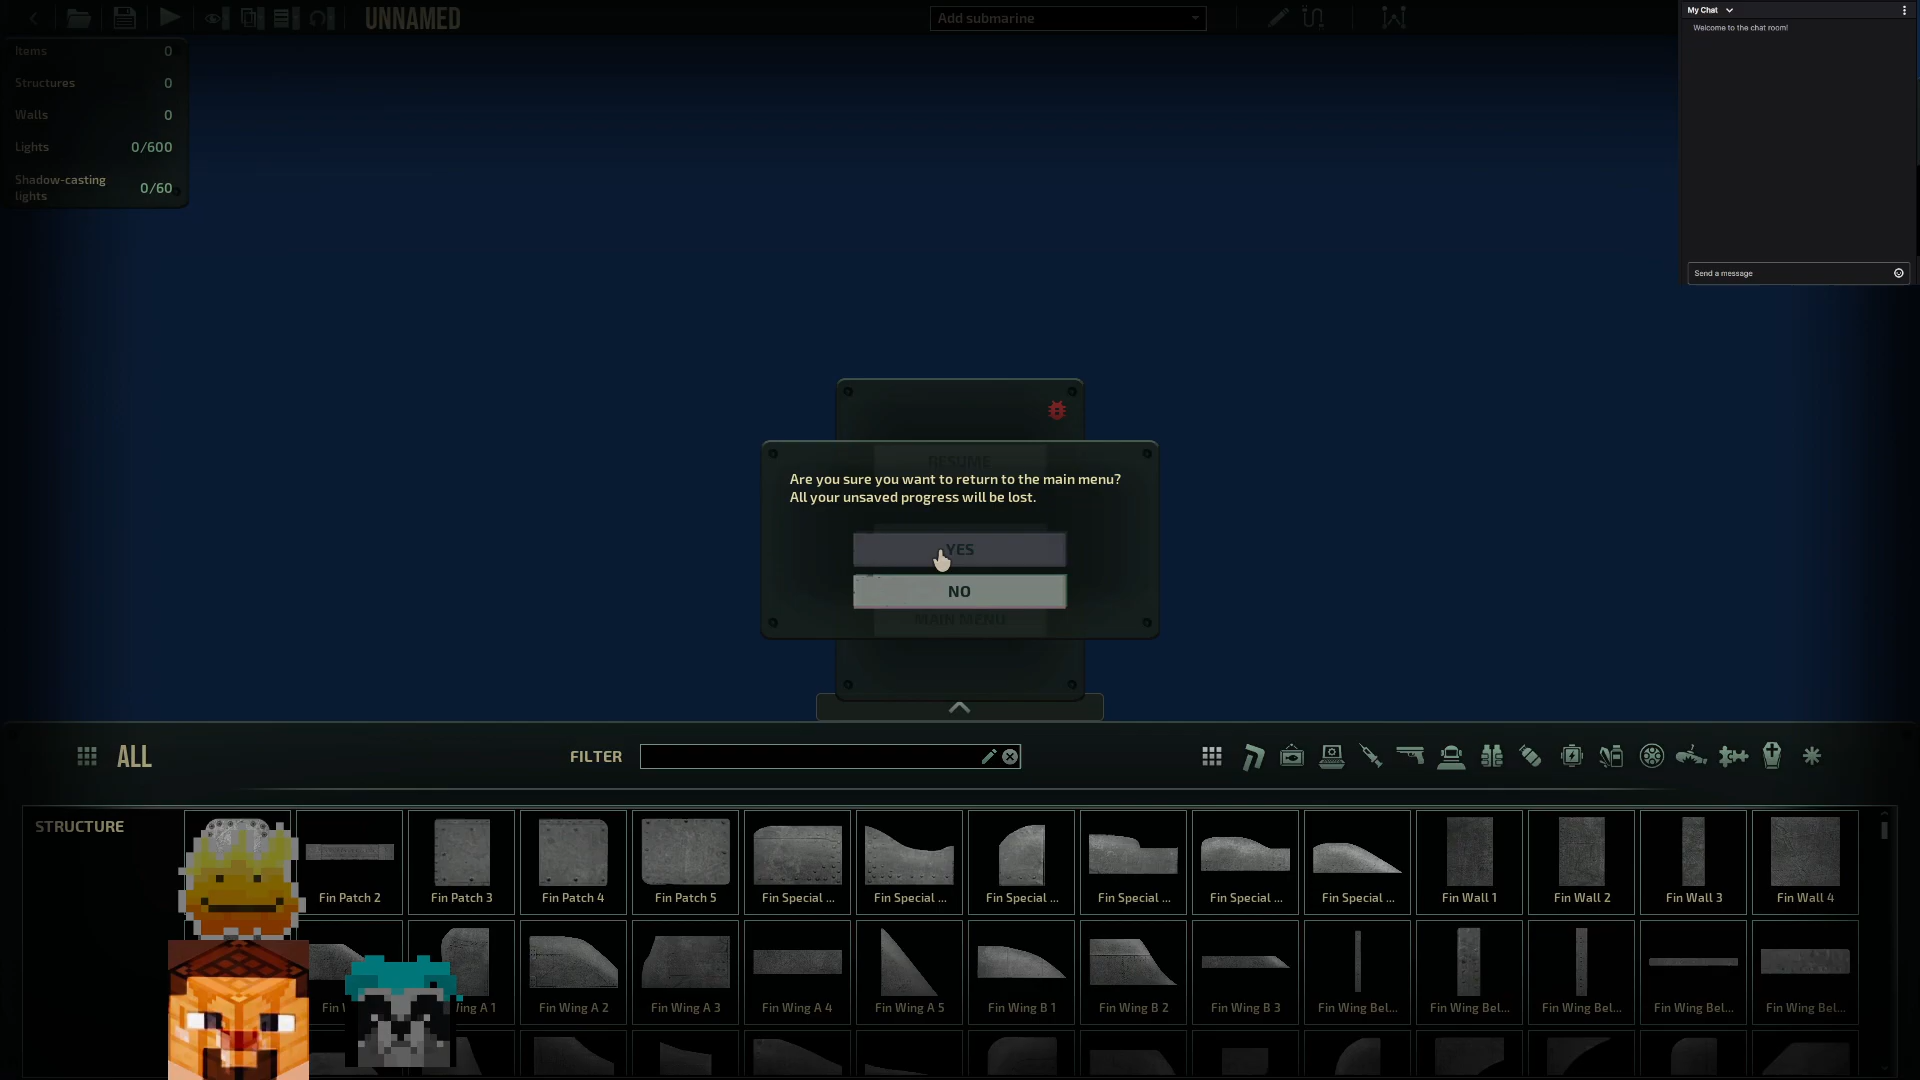 UNNAMED
Add submarine
My Chat
Welcome to the chat room!
Items 0
Structures 0
Walls 0
Lights 0/600
Shadow-casting
lights 0/60
Send a message
RESUME
Are you sure you want to return to the main menu?
All your unsaved progress will be lost.
YES
NO
MAIN MENU
ALL
FILTER
STRUCTURE
Fin Patch 2
Fin Patch 3
Fin Patch 4
Fin Patch 5
Fin Special ...
Fin Special ...
Fin Special ...
Fin Special ...
Fin Special ...
Fin Special ...
Fin Wall 1
Fin Wall 2
Fin Wall 3
Fin Wall 4
Fin
ing A 1
Fin Wing A 2
Fin Wing A 3
Fin Wing A 4
Fin Wing A 5
Fin Wing B 1
Fin Wing B 2
Fin Wing B 3
Fin Wing Bel...
Fin Wing Bel...
Fin Wing Bel...
Fin Wing Bel...
Fin Wing Bel...